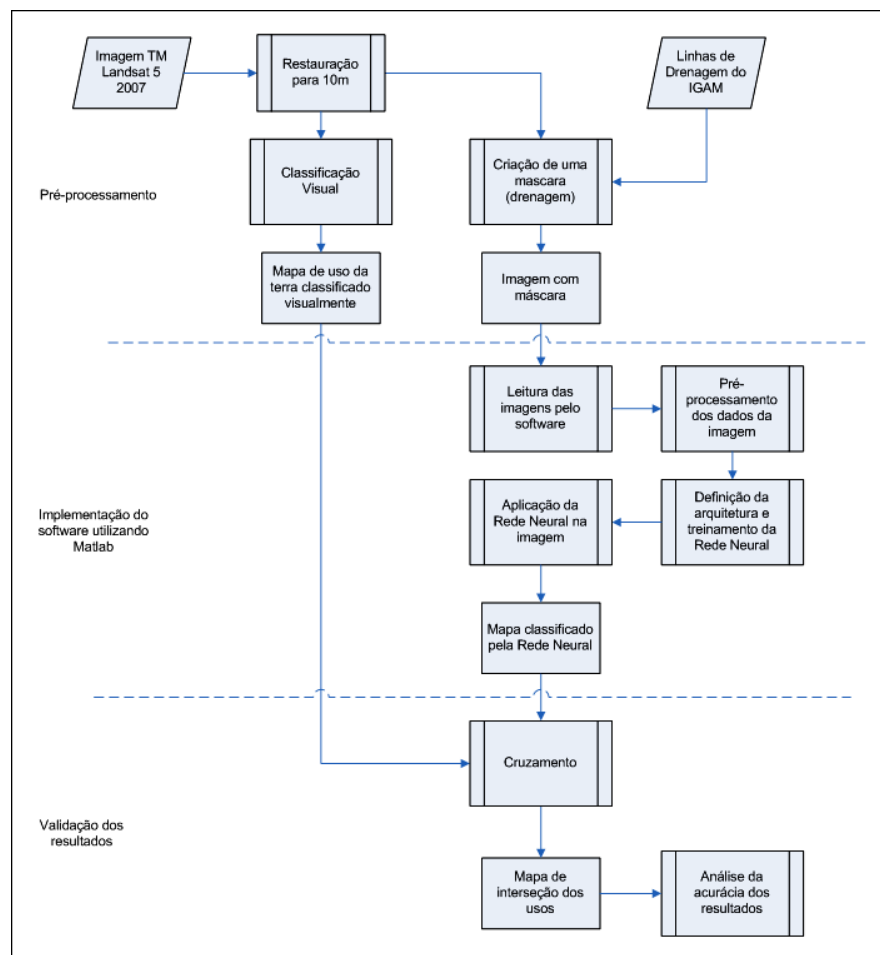 Imagem TM
Landsat 5
2007
Restauração
para 10m
Linhas de
Drenagem do
IGAM
Pré-processamento
Classificação
Visual
Criação de uma
mascara
(drenagem)
Mapa de uso da
terra classificado
visualmente
Imagem com
máscara
Implementação do
software utilizando
Matlab
Leitura das
imagens pelo
software
Pré-
processamento
dos dados da
imagem
Aplicação da
Rede Neural na
imagem
Definição da
arquitetura e
treinamento da
Rede Neural
Mapa classificado
pela Rede Neural
Validação dos
resultados
Cruzamento
Mapa de
interseção dos
usos
Análise da
acurácia dos
resultados